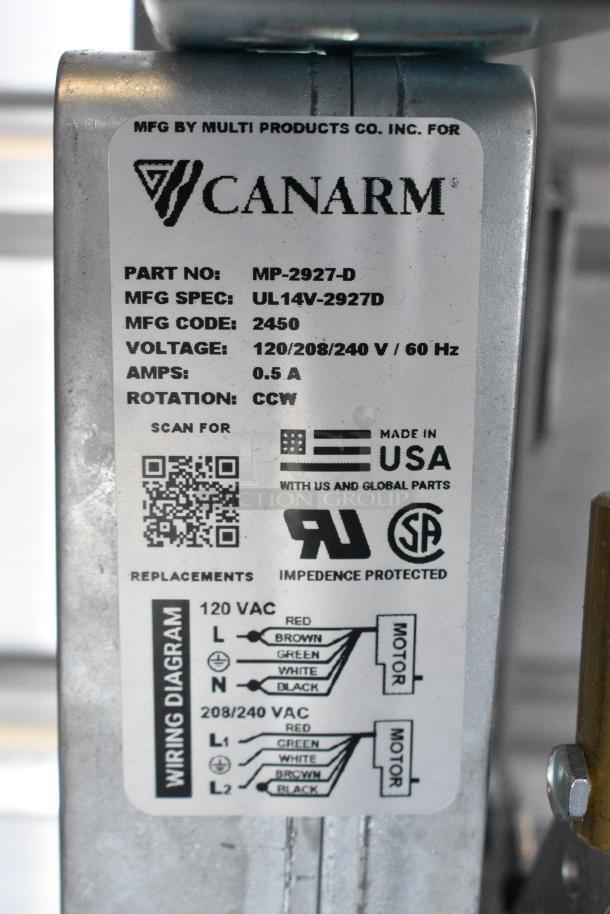 MFG BY MULTI PRODUCTS CO. INC. FOR
CANARM®
PART NO: MP-2927-D
MFG SPEC: UL14V-2927D
MFG CODE: 2450
VOLTAGE: 120/208/240 V / 60 Hz
AMPS: 0.5 A
ROTATION: CCW
SCAN FOR
REPLACEMENTS
MADE IN
USA
WITH US AND GLOBAL PARTS
IMPEDENCE PROTECTED
WIRING DIAGRAM
120 VAC
RED
L BROWN
GREEN
WHITE
N BLACK
MOTOR
208/240 VAC
RED
L1 GREEN
WHITE
BROWN
L2 BLACK
MOTOR